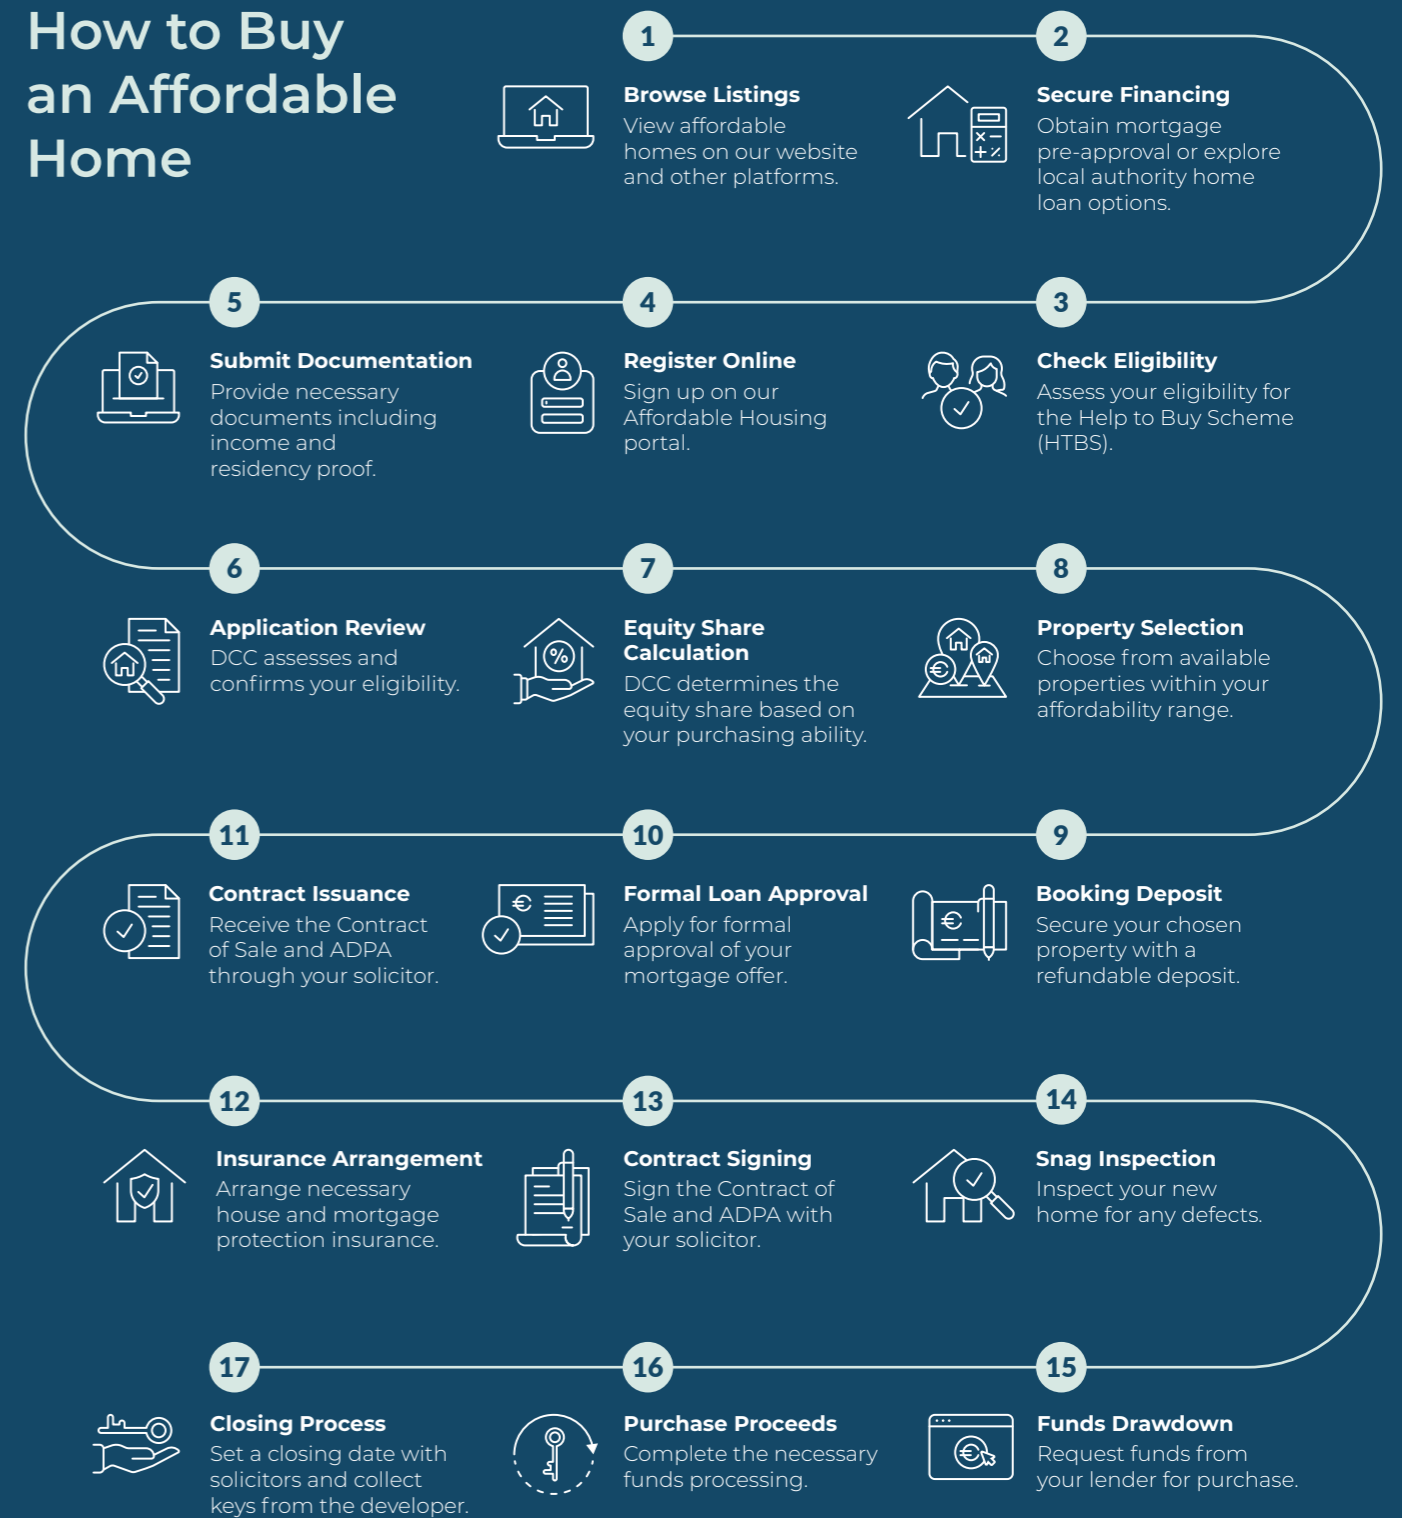 How to Buy
an Affordable
Home
1
Browse Listings
View affordable
homes on our website
and other platforms.
2
Secure Financing
Obtain mortgage
pre-approval or explore
local authority home
loan options.
3
Check Eligibility
Assess your eligibility for
the Help to Buy Scheme
(HTBS).
4
Register Online
Sign up on our
Affordable Housing
portal.
5
Submit Documentation
Provide necessary
documents including
income and
residency proof.
6
Application Review
DCC assesses and
confirms your eligibility.
7
Equity Share
Calculation
DCC determines the
equity share based on
your purchasing ability.
8
Property Selection
Choose from available
properties within your
affordability range.
9
Booking Deposit
Secure your chosen
property with a
refundable deposit.
10
Formal Loan Approval
Apply for formal
approval of your
mortgage offer.
11
Contract Issuance
Receive the Contract
of Sale and ADPA
through your solicitor.
12
Insurance Arrangement
Arrange necessary
house and mortgage
protection insurance.
13
Contract Signing
Sign the Contract of
Sale and ADPA with
your solicitor.
14
Snag Inspection
Inspect your new
home for any defects.
15
Funds Drawdown
Request funds from
your lender for purchase.
16
Purchase Proceeds
Complete the necessary
funds processing.
17
Closing Process
Set a closing date with
solicitors and collect
keys from the developer.